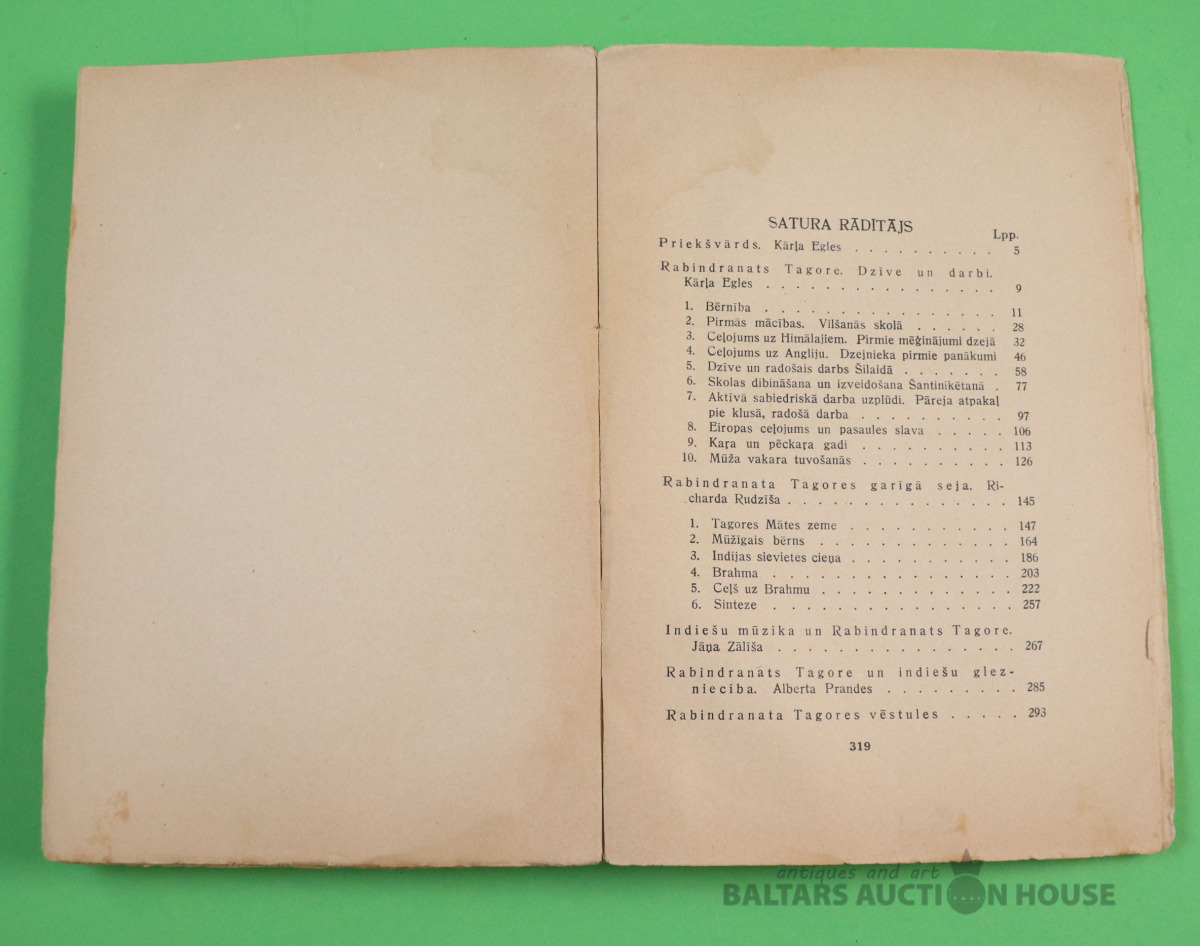 SATURA RĀDĪTĀJS
Lpp.
Priekšvārds. Kārļa Egles . . . . . . . . . . 5
Rabindranats Tagore. Dzīve un darbi.
Kārļa Egles . . . . . . . . . . . . . . . . 9
1. Bērnība . . . . . . . . . . . . . . . . . 11
2. Pirmās mācības. Vilšanās skolā . . . . . . 28
3. Ceļojums uz Himālajiem. Pirmie mēģinājumi dzejā 32
4. Ceļojums uz Angliju. Dzejnieka pirmie panākumi 46
5. Dzīve un radošais darbs Šilaidā . . . . . . . 58
6. Skolas dibināšana un izveidošana Šantinikētanā . 77
7. Aktīvā sabiedriskā darba uzplūdi. Pāreja atpakaļ
pie klusā, radošā darba . . . . . . . . . . 97
8. Eiropas ceļojums un pasaules slava . . . . . 106
9. Kaŗa un pēckaŗa gadi . . . . . . . . . . 113
10. Mūža vakara tuvošanās . . . . . . . . . . 126
Rabindranata Tagores garīgā seja. Ri-
charda Rudzīša . . . . . . . . . . . . . . . 145
1. Tagores Mātes zeme . . . . . . . . . . . 147
2. Mūžīgais bērns . . . . . . . . . . . . . 164
3. Indijas sievietes cieņa . . . . . . . . . . . 186
4. Brahma . . . . . . . . . . . . . . . . 203
5. Ceļš uz Brahmu . . . . . . . . . . . . . 222
6. Sinteze . . . . . . . . . . . . . . . . 257
Indiešu mūzika un Rabindranats Tagore.
Jāņa Zālīša . . . . . . . . . . . . . . . . 267
Rabindranats Tagore un indiešu glez-
niecība. Alberta Prandes . . . . . . . . . 285
Rabindranata Tagores vēstules . . . . . 293
319
antiques and art
BALTARS AUCTION HOUSE